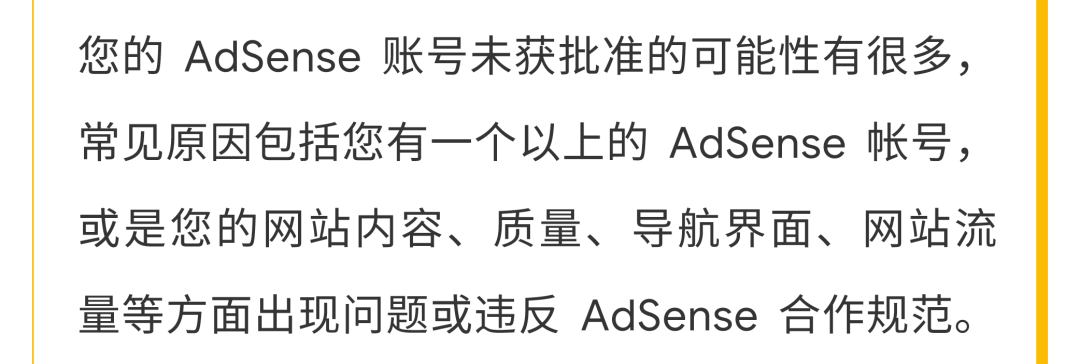 您的 AdSense 账号未获批准的可能性有很多，
常见原因包括您有一个以上的 AdSense 帐号，
或是您的网站内容、质量、导航界面、网站流
量等方面出现问题或违反 AdSense 合作规范。